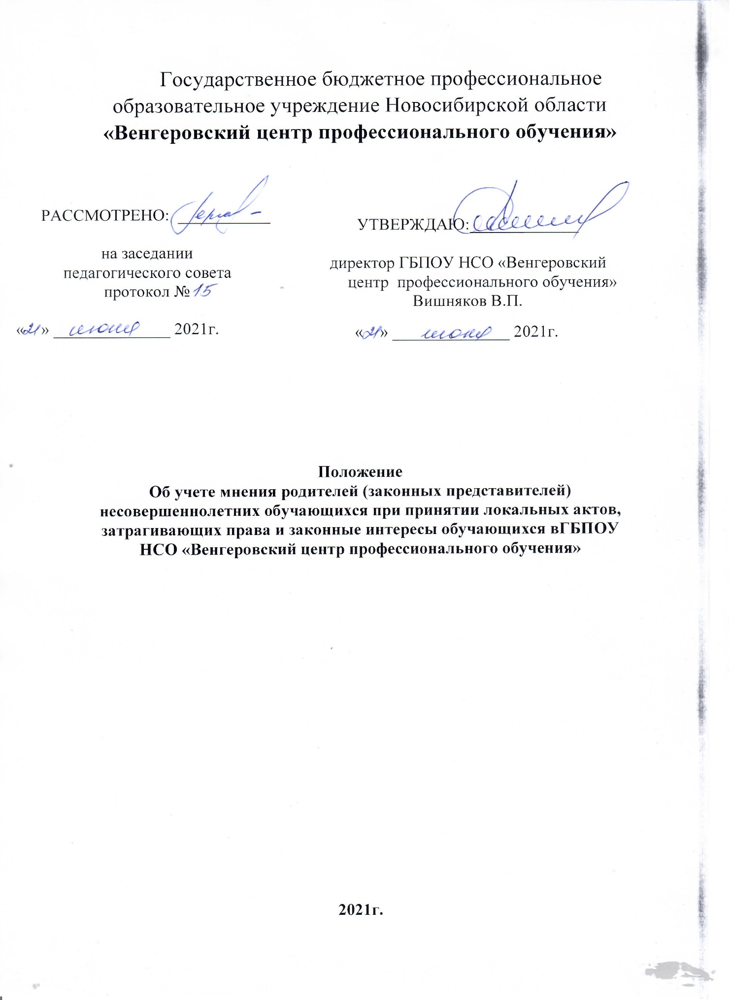 Государственное бюджетное профессиональное
образовательное учреждение Новосибирской области
«Венгеровский центр профессионального обучения»
РАССМОТРЕНО:
на заседании
педагогического совета
протокол № 15
«21» июня 2021г.
УТВЕРЖДАЮ:
директор ГБПОУ НСО «Венгеровский
центр профессионального обучения»
Вишняков В.П.
«21» июня 2021г.
Положение
Об учете мнения родителей (законных представителей)
несовершеннолетних обучающихся при принятии локальных актов,
затрагивающих права и законные интересы обучающихся вГБПОУ
НСО «Венгеровский центр профессионального обучения»
2021г.